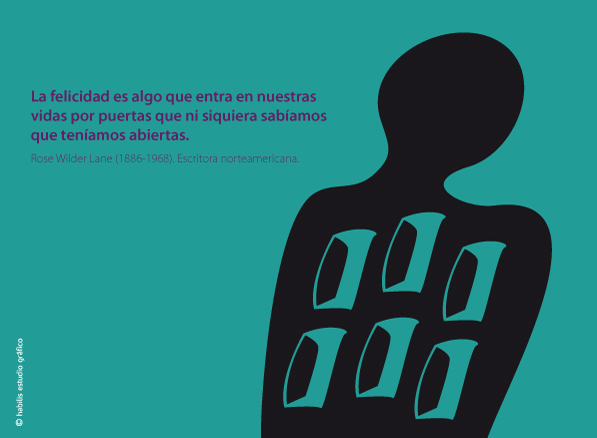 La felicidad es algo que entra en nuestras
vidas por puertas que ni siquiera sabíamos
que teníamos abiertas.
Rose Wilder Lane (1886-1968). Escritora norteamericana.
© habilis estudio gráfico